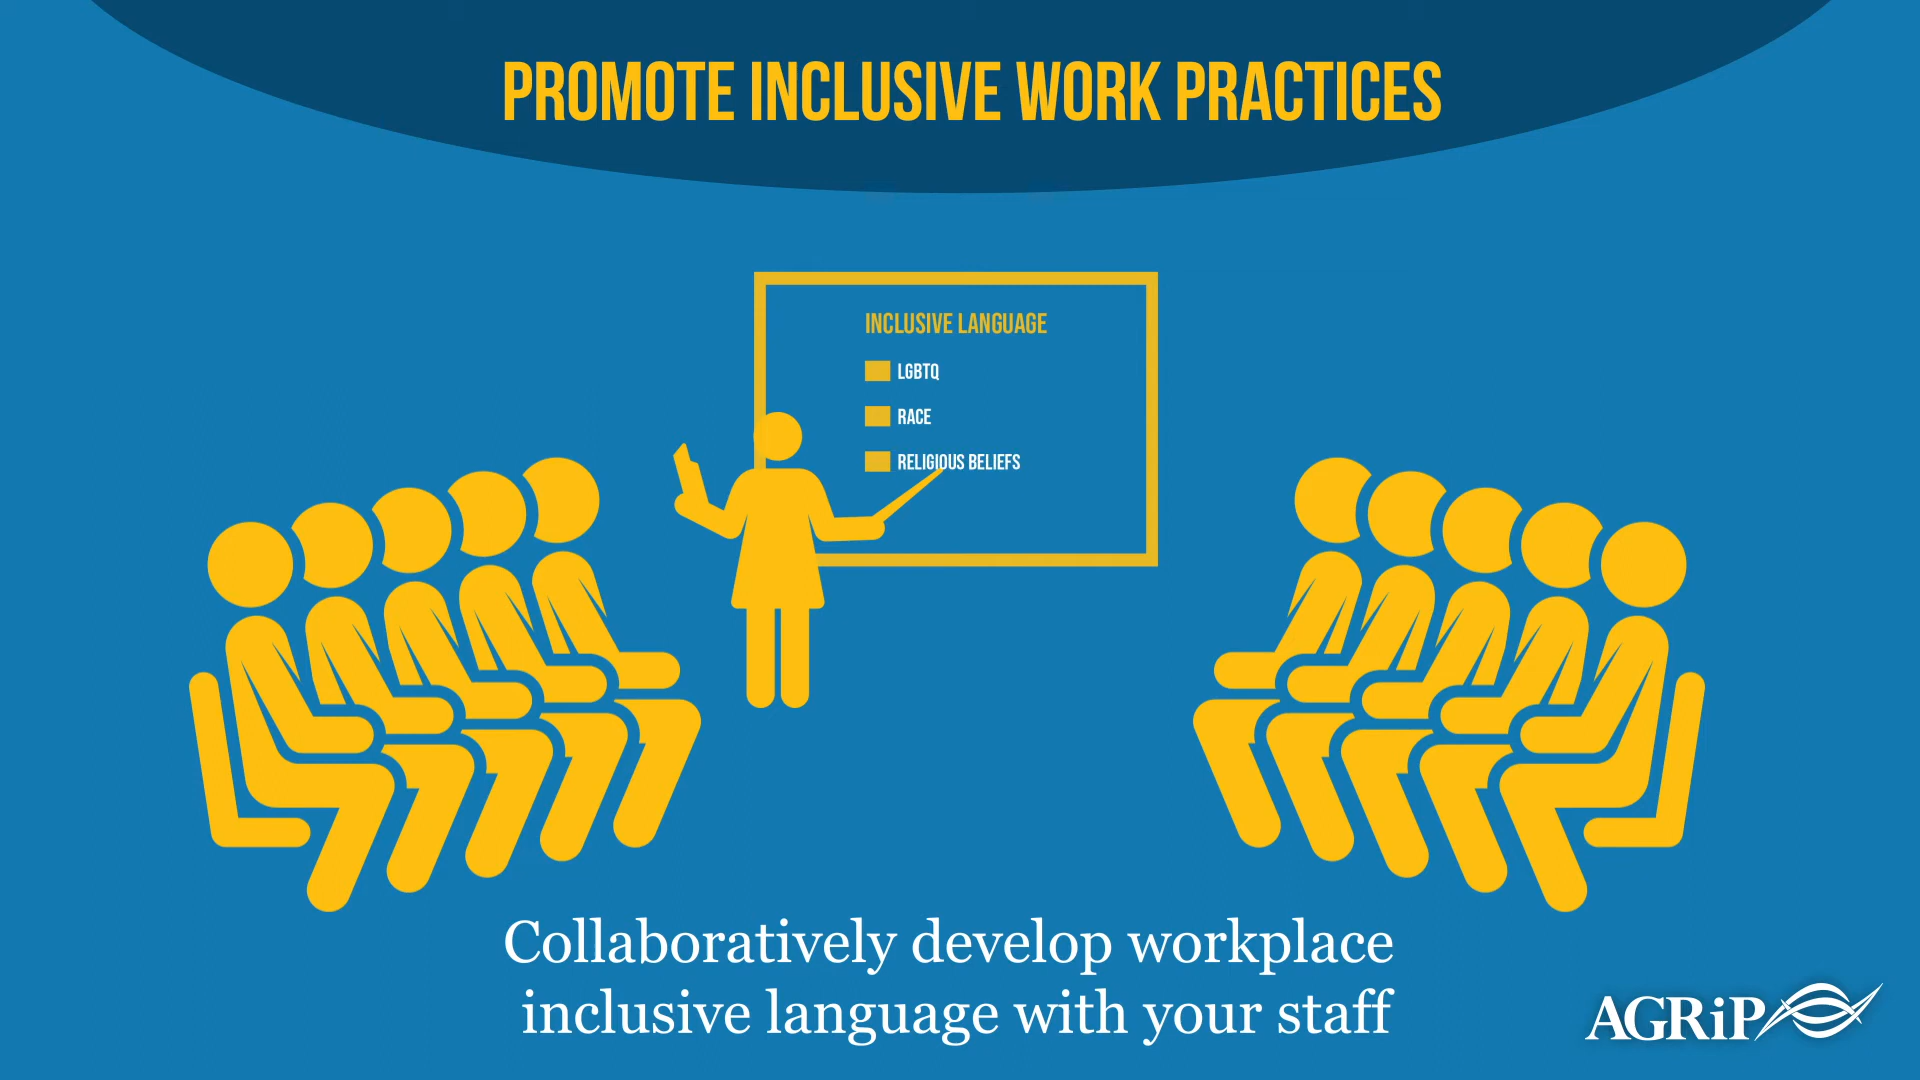 PROMOTE INCLUSIVE WORK PRACTICES
INCLUSIVE LANGUAGE
LGBTQ
RACE
RELIGIOUS BELIEFS
Collaboratively develop workplace
inclusive language with your staff
AGRiP